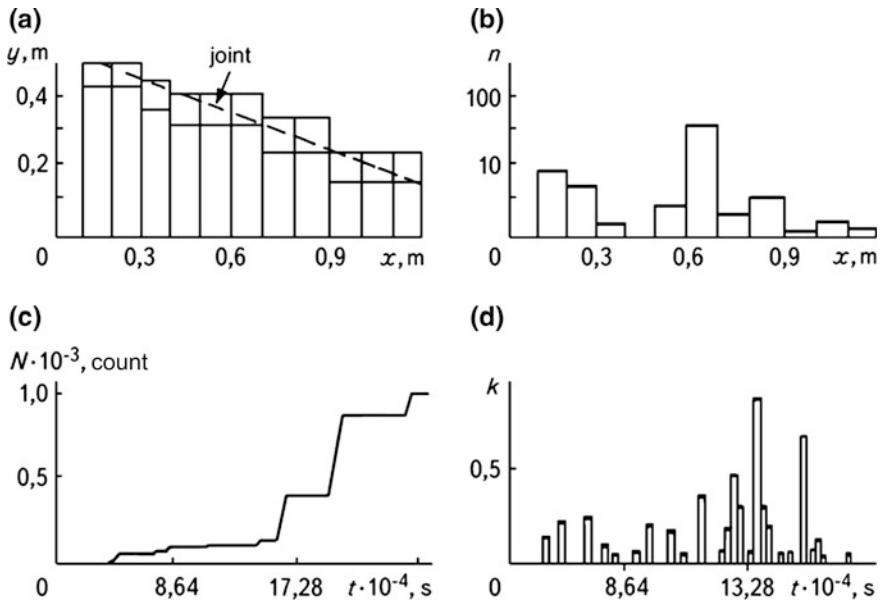 (a)
y, m
joint
0,4
0,2
0
0,3
0,6
0,9
x, m
(b)
n
100
10
0
0,3
0,6
0,9
x, m
(c)
N·10⁻³, count
1,0
0,5
0
8,64
17,28
t·10⁻⁴, s
(d)
k
0,5
0
8,64
13,28
t·10⁻⁴, s